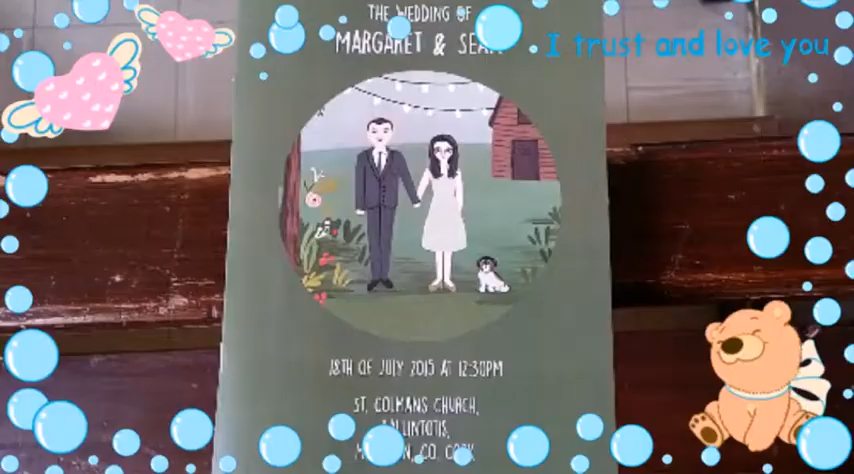 THE WEDDING OF
MARGARET & SEAN
I trust and love you
18TH OF JULY 2015 AT 12:30PM
ST. COLMANS CHURCH,
CO. CORK